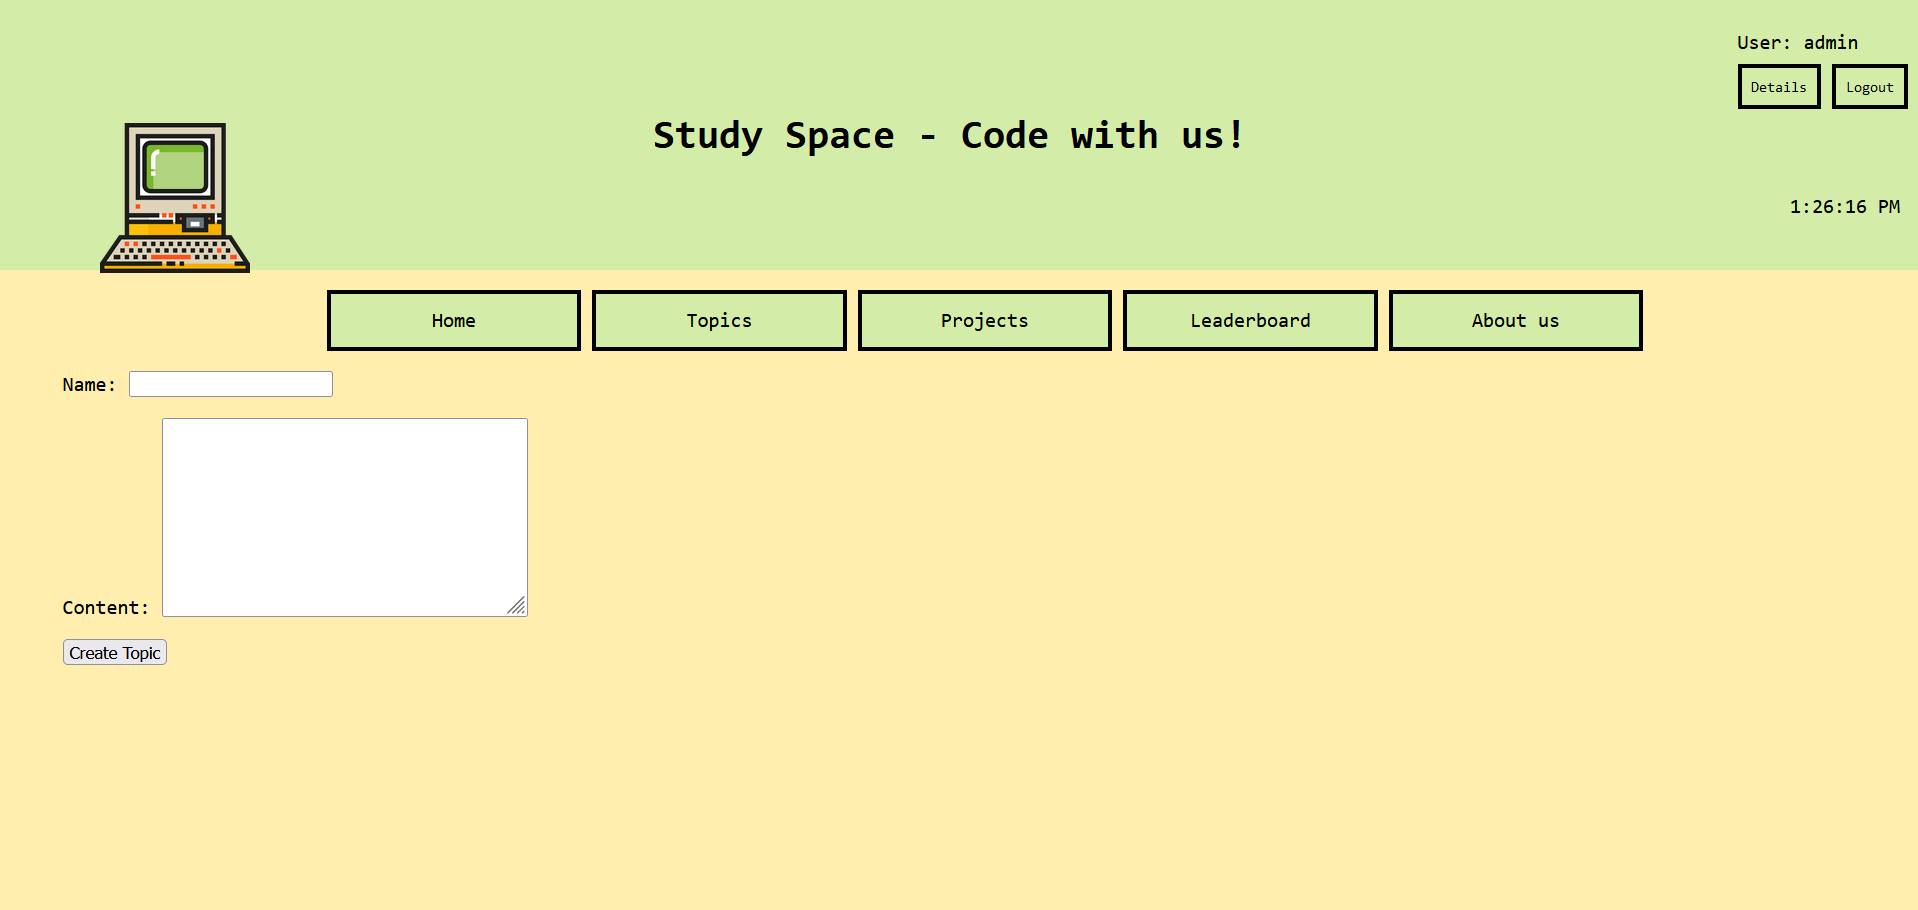 User: admin
Details Logout
Study Space - Code with us!
1:26:16 PM
Home Topics Projects Leaderboard About us
Name:
Content:
Create Topic